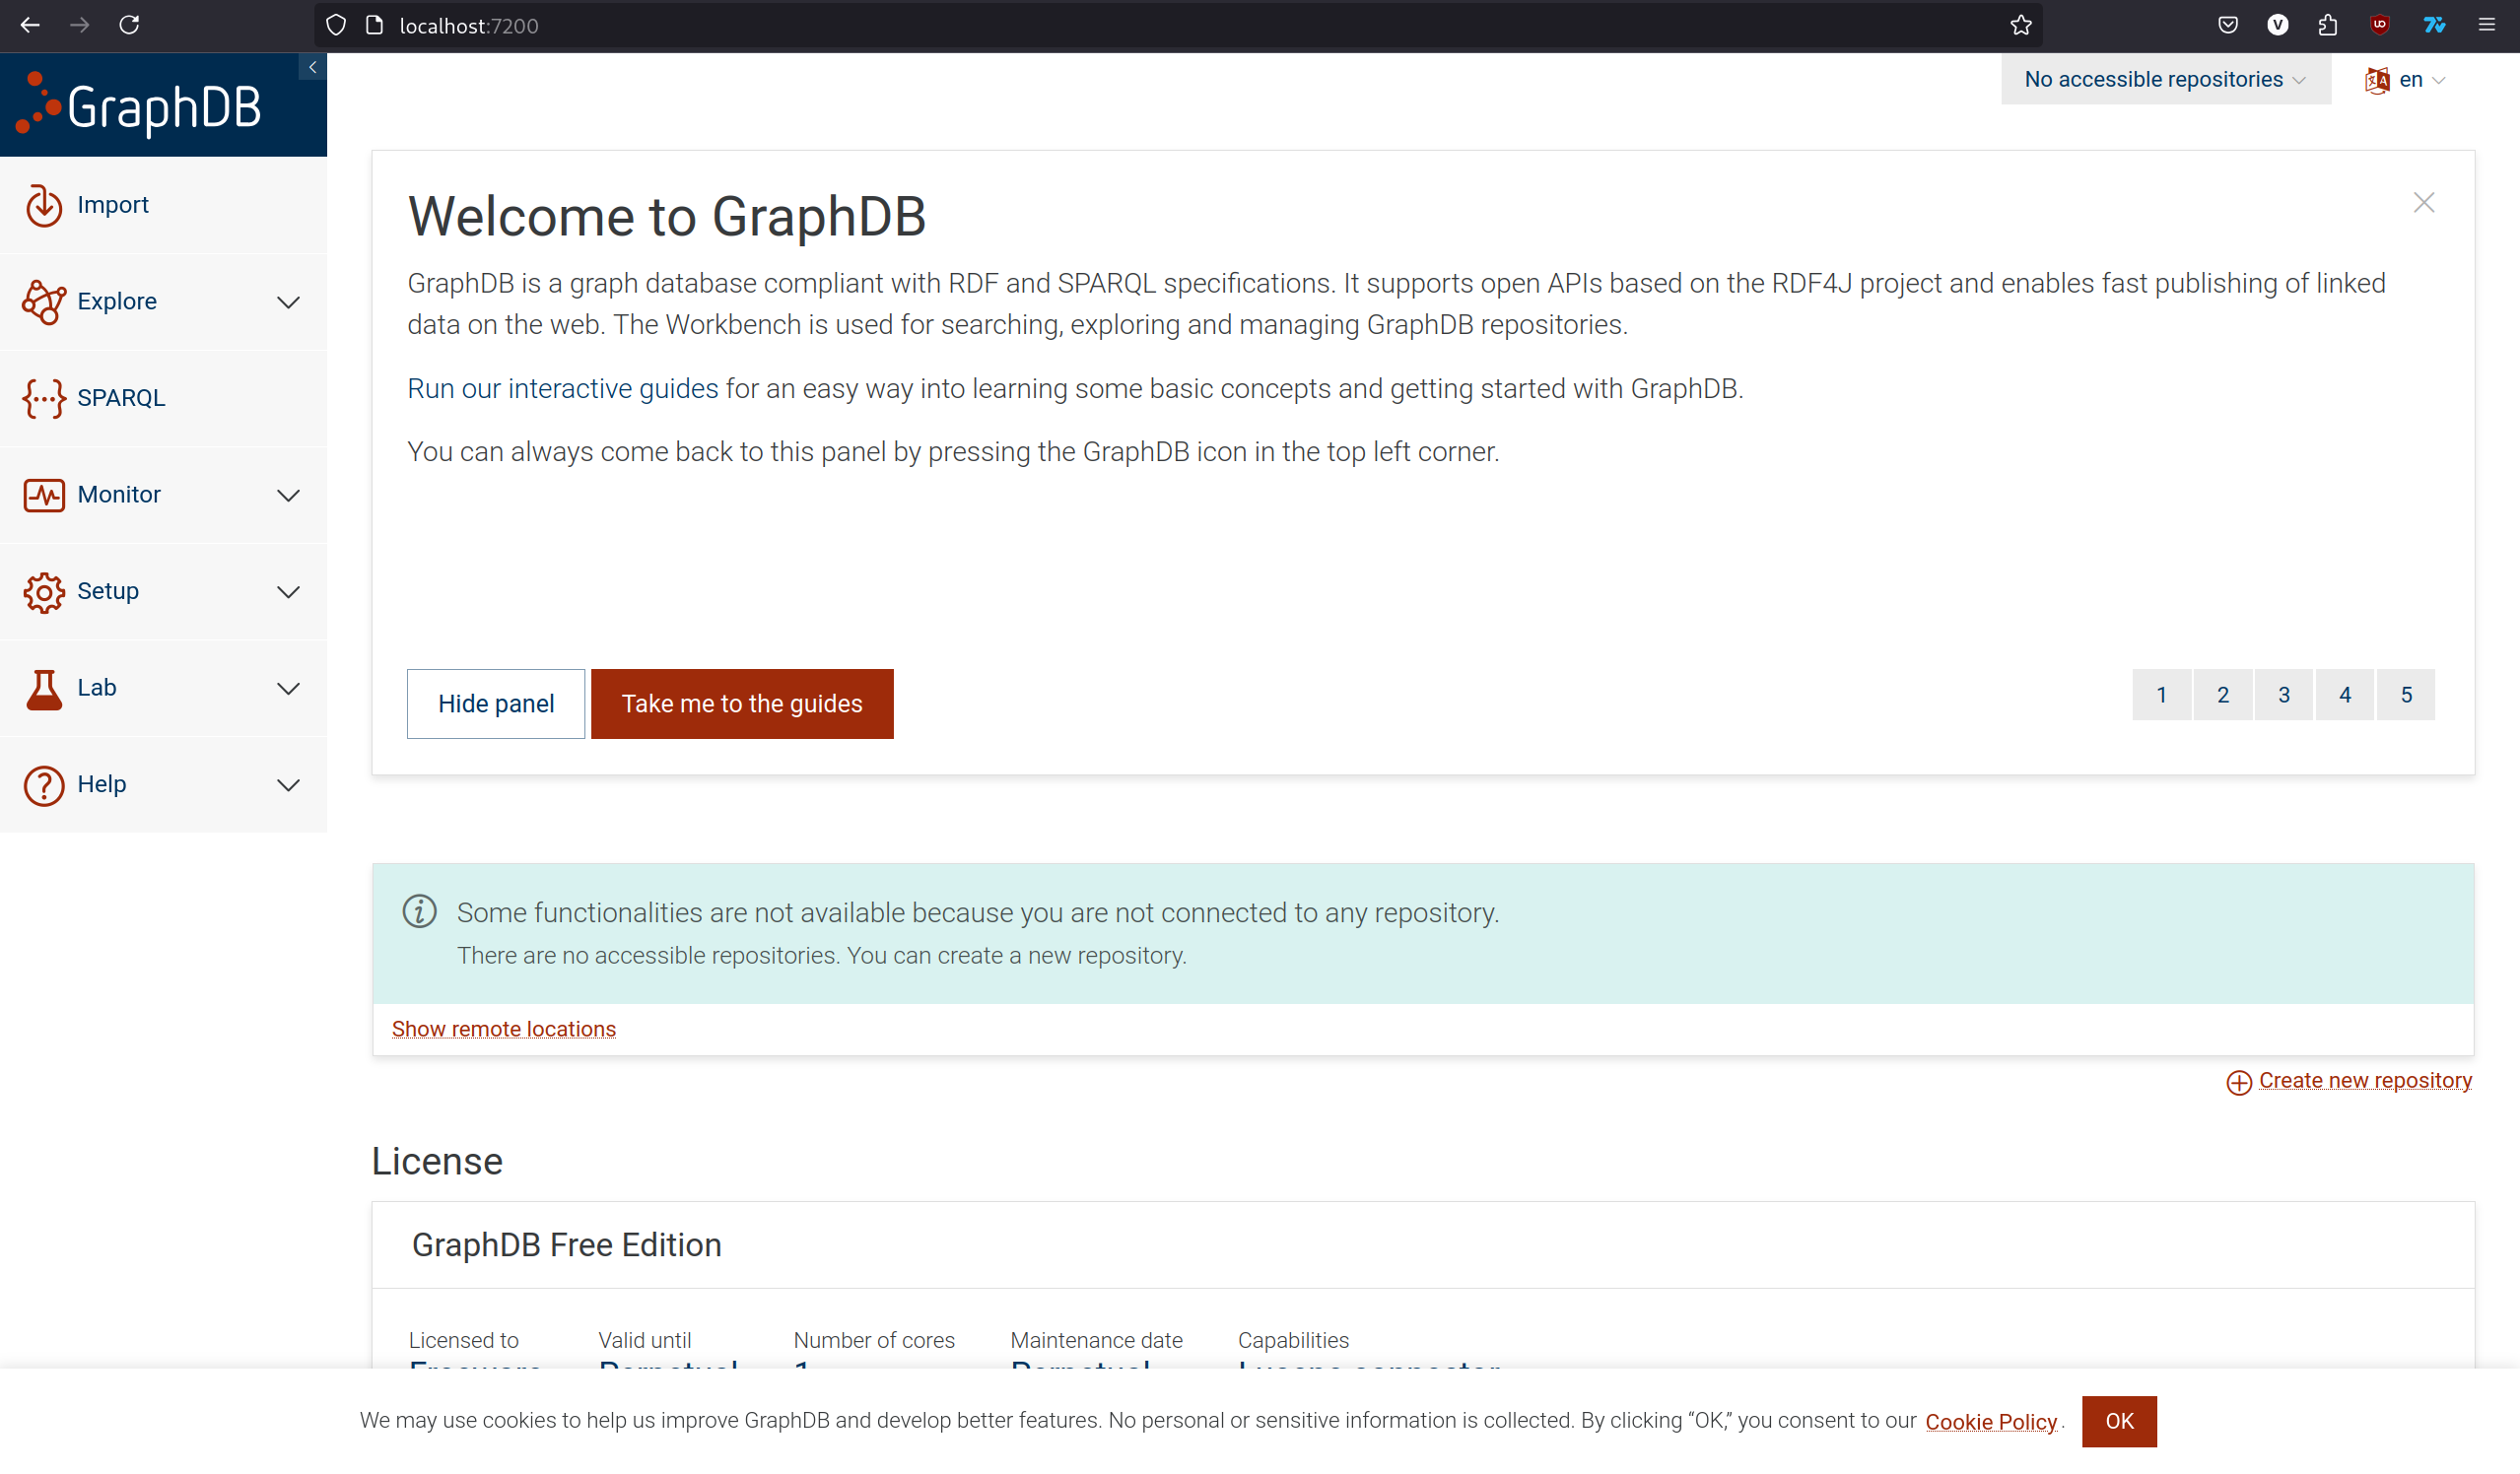 localhost:7200
GraphDB
No accessible repositories
en
Import
Explore
SPARQL
Monitor
Setup
Lab
Help
Welcome to GraphDB
GraphDB is a graph database compliant with RDF and SPARQL specifications. It supports open APIs based on the RDF4J project and enables fast publishing of linked
data on the web. The Workbench is used for searching, exploring and managing GraphDB repositories.
Run our interactive guides for an easy way into learning some basic concepts and getting started with GraphDB.
You can always come back to this panel by pressing the GraphDB icon in the top left corner.
Hide panel
Take me to the guides
1 2 3 4 5
Some functionalities are not available because you are not connected to any repository.
There are no accessible repositories. You can create a new repository.
Show remote locations
Create new repository
License
GraphDB Free Edition
Licensed to Valid until Number of cores Maintenance date Capabilities
We may use cookies to help us improve GraphDB and develop better features. No personal or sensitive information is collected. By clicking “OK,” you consent to our Cookie Policy.
OK